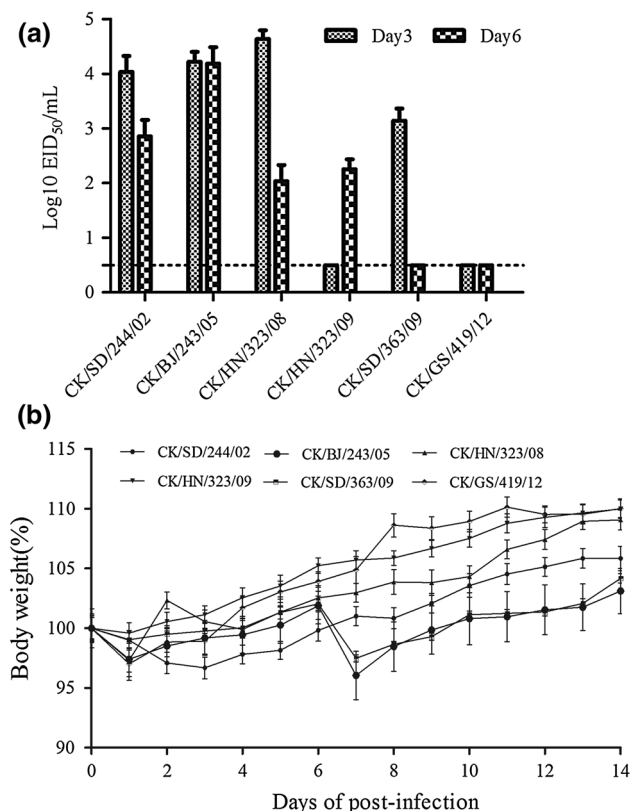 (a)
Day3 Day6
Log10 EID50/mL
5
4
3
2
1
0
CK/SD/244/02
CK/BJ/243/05
CK/HN/323/08
CK/HN/323/09
CK/SD/363/09
CK/GS/419/12
(b)
CK/SD/244/02 CK/BJ/243/05 CK/HN/323/08
CK/HN/323/09 CK/SD/363/09 CK/GS/419/12
Body weight(%)
115
110
105
100
95
90
0 2 4 6 8 10 12 14
Days of post-infection